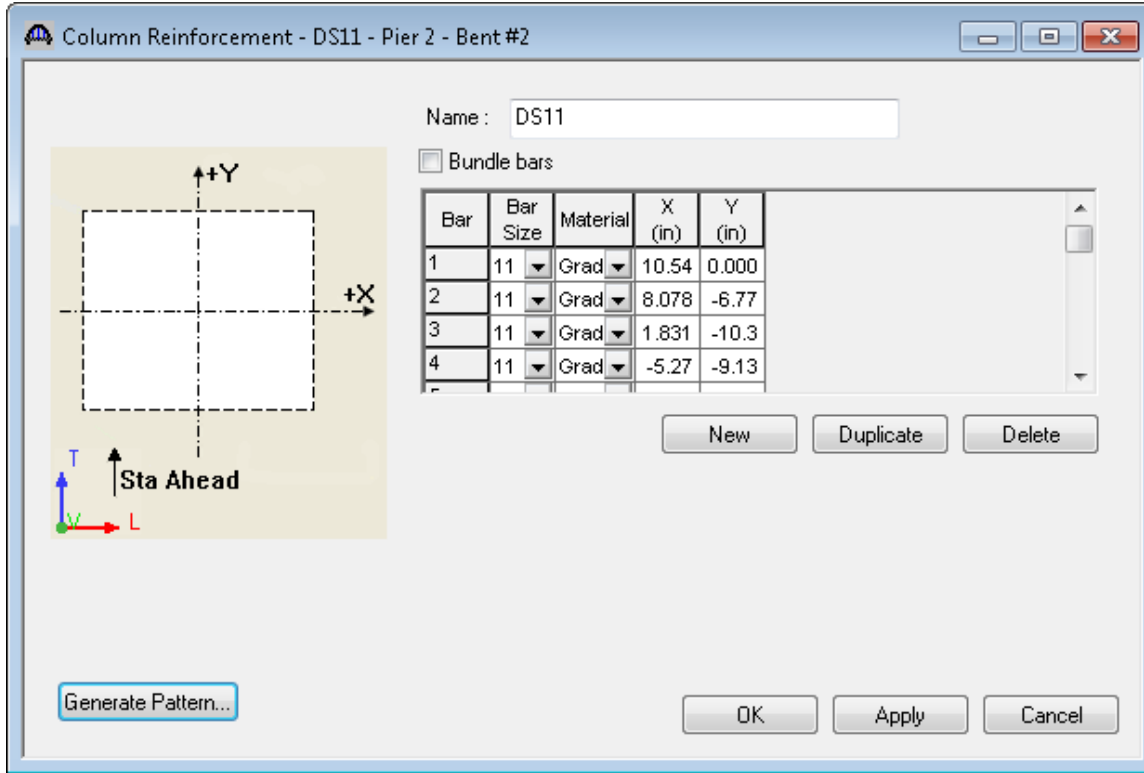 Column Reinforcement - DS11 - Pier 2 - Bent #2
Name : DS11
Bundle bars
Bar Bar Size Material X (in) Y (in)
1 11 Grad 10.54 0.000
2 11 Grad 8.078 -6.77
3 11 Grad 1.831 -10.3
4 11 Grad -5.27 -9.13
+Y
+X
T
Sta Ahead
V L
New Duplicate Delete
Generate Pattern...
OK Apply Cancel